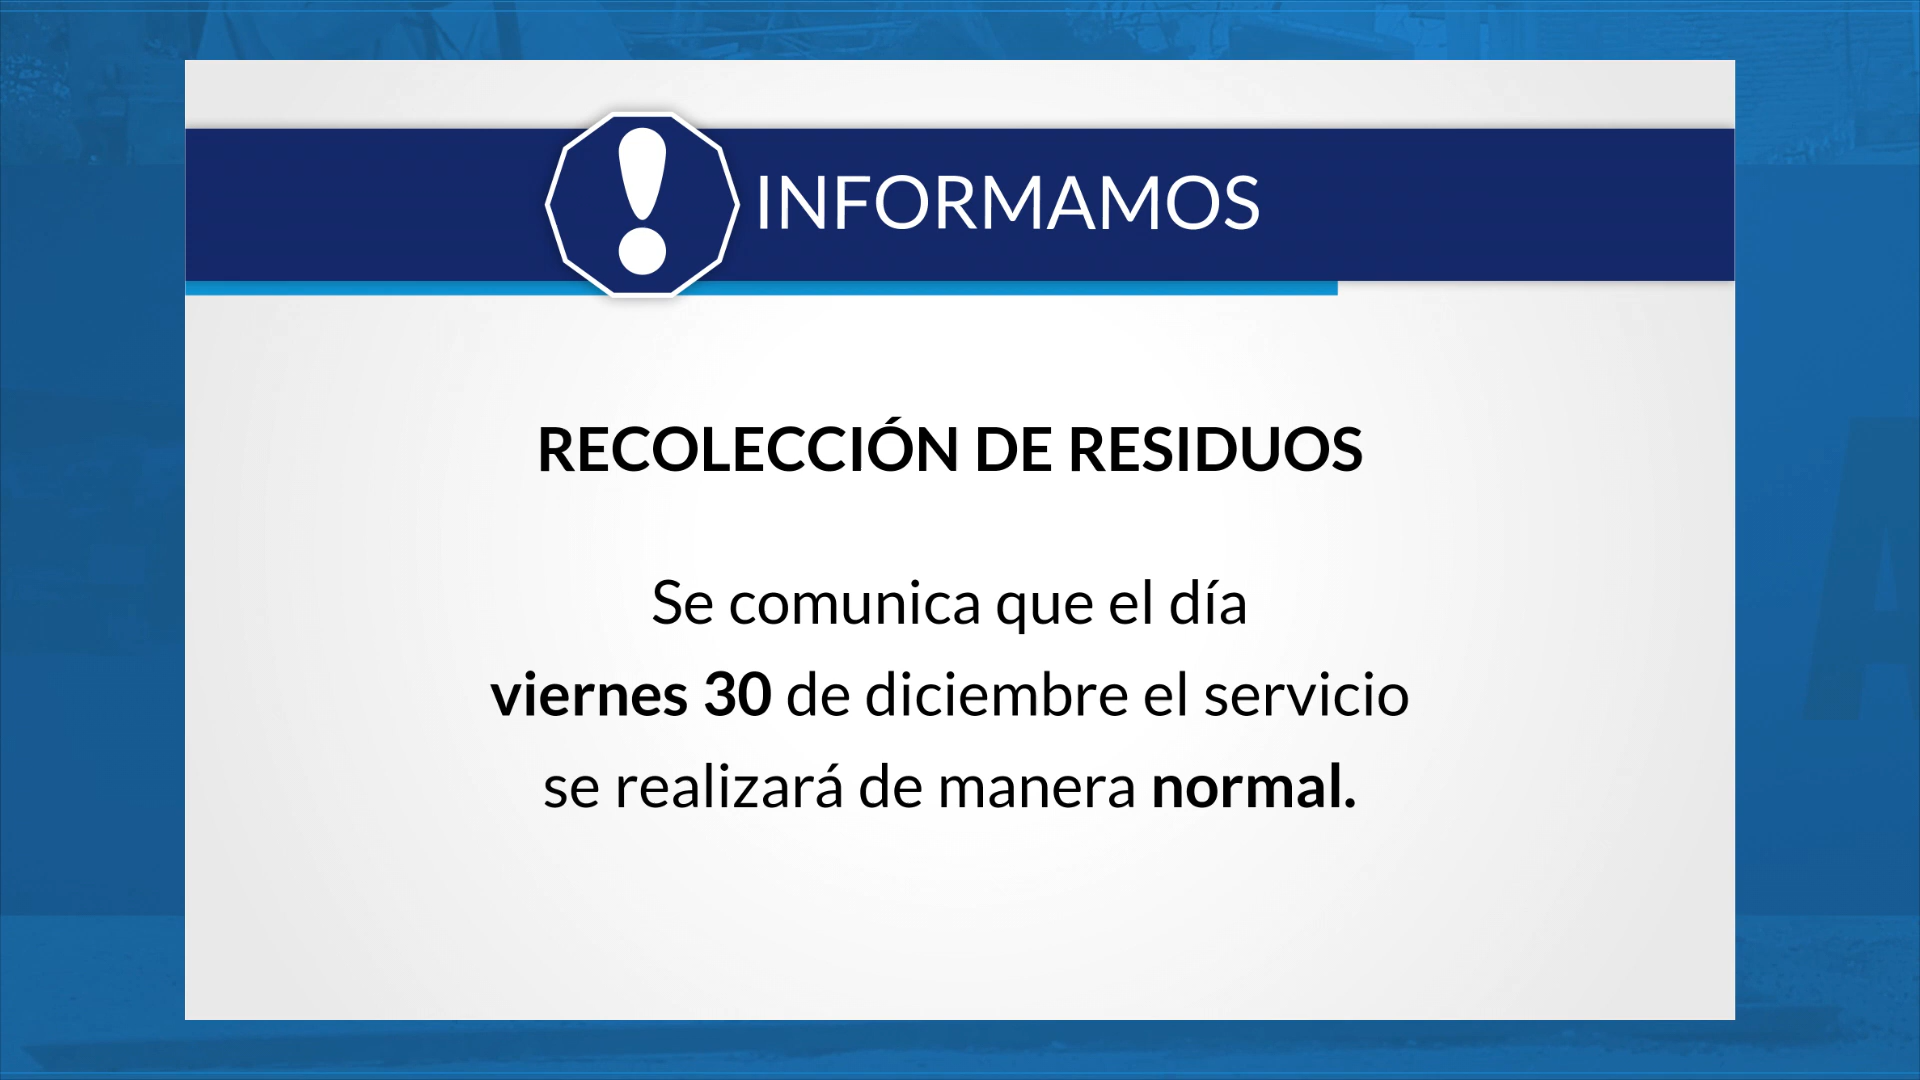 INFORMAMOS
RECOLECCIÓN DE RESIDUOS
Se comunica que el día
viernes 30 de diciembre el servicio
se realizará de manera normal.